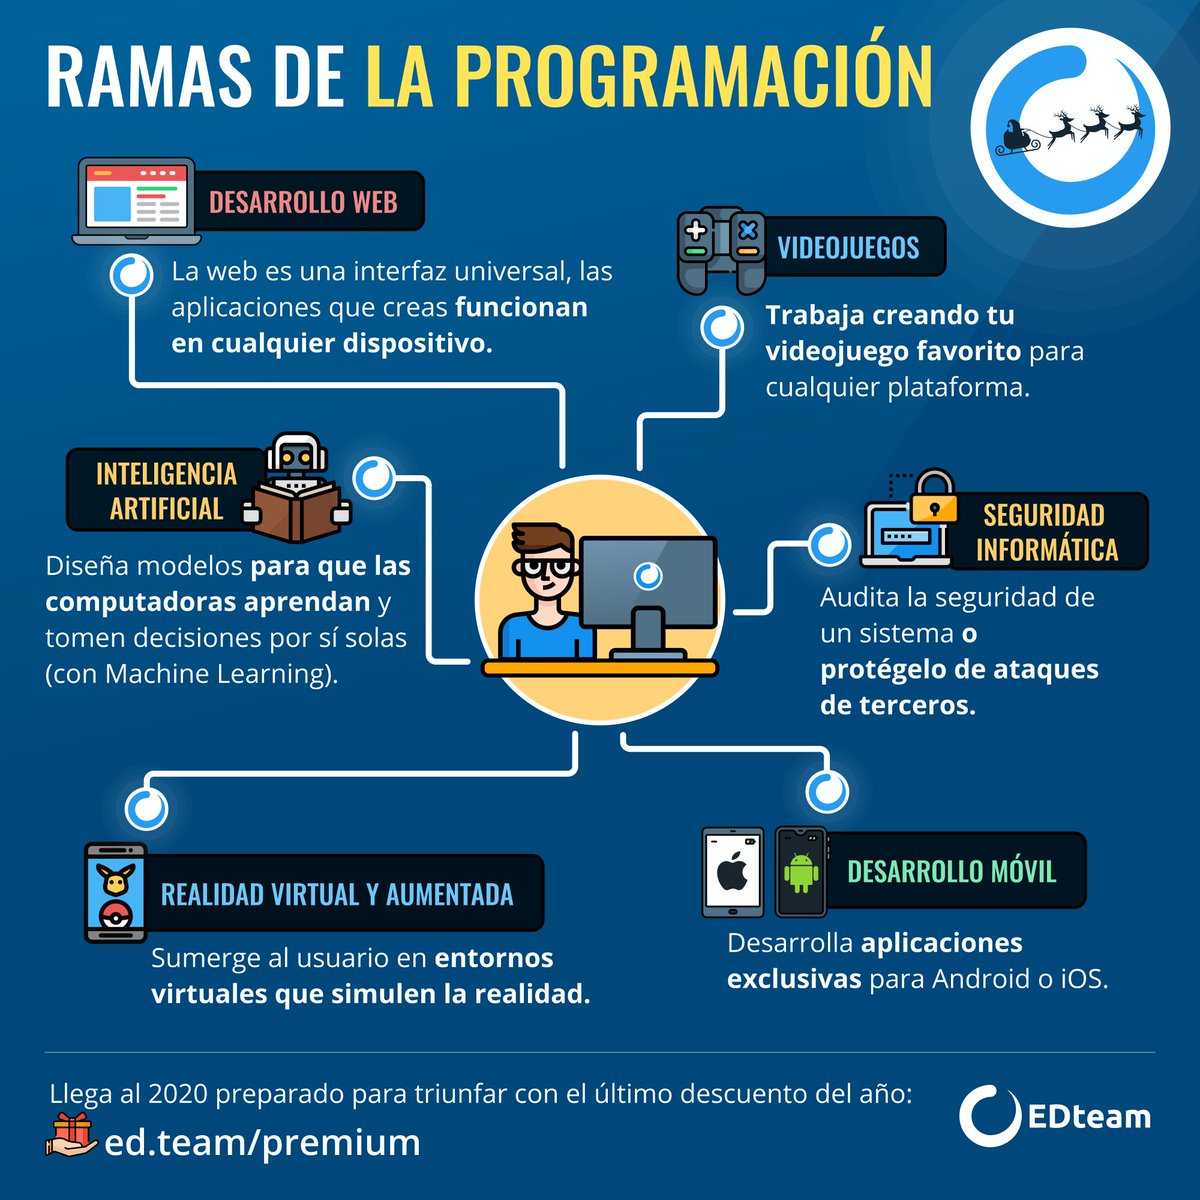 RAMAS DE LA PROGRAMACIÓN
DESARROLLO WEB
La web es una interfaz universal, las
aplicaciones que creas funcionan
en cualquier dispositivo.
VIDEOJUEGOS
Trabaja creando tu
videojuego favorito para
cualquier plataforma.
INTELIGENCIA
ARTIFICIAL
Diseña modelos para que las
computadoras aprendan y
tomen decisiones por sí solas
(con Machine Learning).
SEGURIDAD
INFORMÁTICA
Audita la seguridad de
un sistema o
protégelo de ataques
de terceros.
REALIDAD VIRTUAL Y AUMENTADA
Sumerge al usuario en entornos
virtuales que simulen la realidad.
DESARROLLO MÓVIL
Desarrolla aplicaciones
exclusivas para Android o iOS.
Llega al 2020 preparado para triunfar con el último descuento del año:
ed.team/premium
EDteam